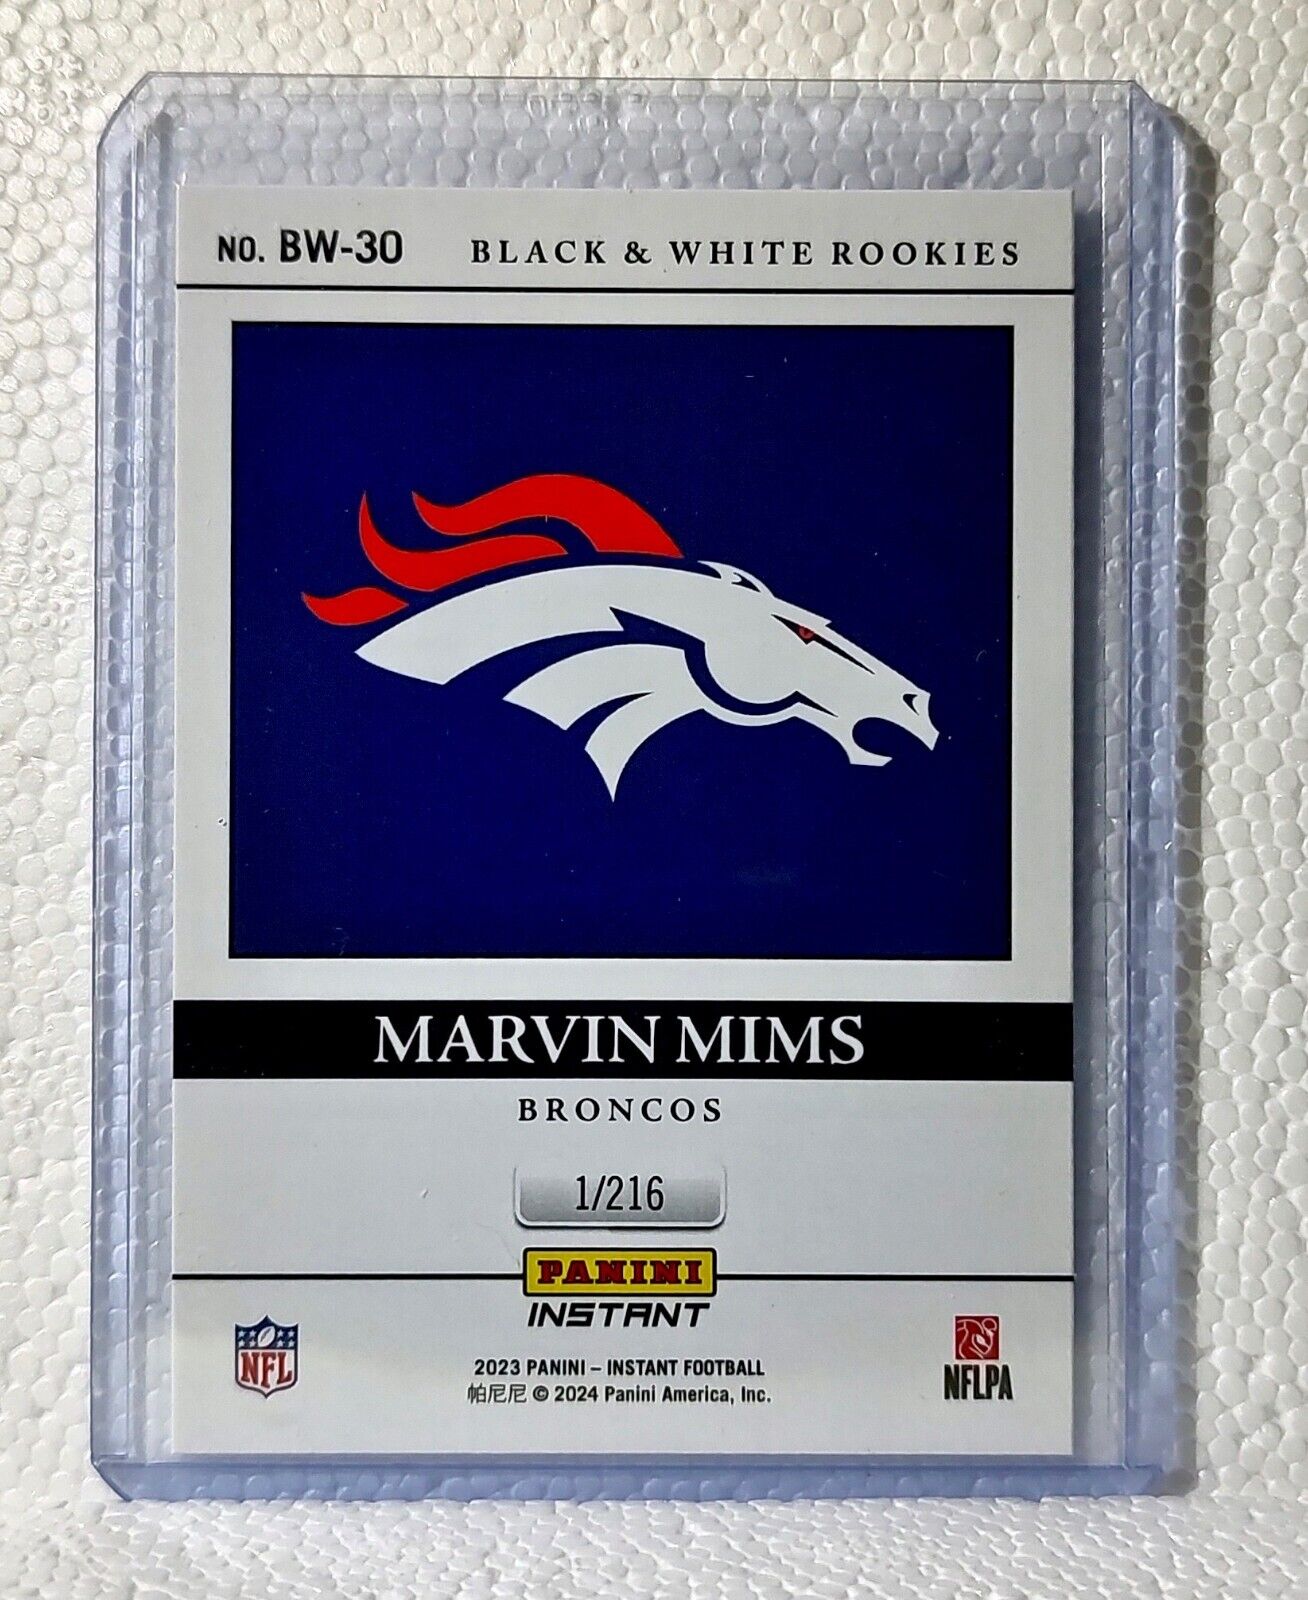 NO. BW-30 BLACK & WHITE ROOKIES
MARVIN MIMS
BRONCOS
1/216
PANINI
INSTANT
NFL
2023 PANINI – INSTANT FOOTBALL
帕尼尼 © 2024 Panini America, Inc.
NFLPA